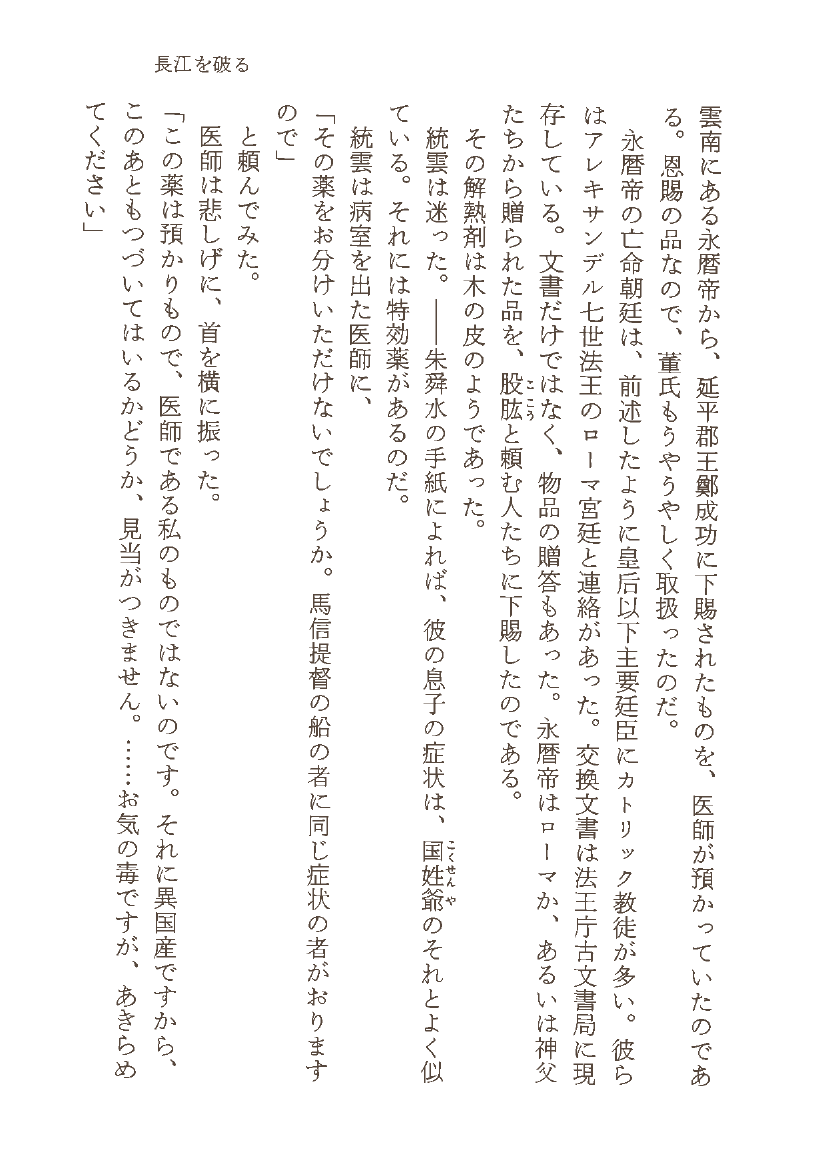 長江を破る
雲南にある永暦帝から、延平郡王鄭成功に下賜されたものを、医師が預かっていたのであ
る。恩賜の品なので、董氏もうやうやしく取扱ったのだ。
永暦帝の亡命朝廷は、前述したように皇后以下主要廷臣にカトリック教徒が多い。彼ら
はアレキサンデル七世法王のローマ宮廷と連絡があった。交換文書は法王庁古文書局に現
存している。文書だけではなく、物品の贈答もあった。永暦帝はローマか、あるいは神父
たちから贈られた品を、股肱と頼む人たちに下賜したのである。
ここう
その解熱剤は木の皮のようであった。
統雲は迷った。――朱舜水の手紙によれば、彼の息子の症状は、国姓爺のそれとよく似
こくせんや
ている。それには特効薬があるのだ。
統雲は病室を出た医師に、
「その薬をお分けいただけないでしょうか。馬信提督の船の者に同じ症状の者がおります
ので」
と頼んでみた。
医師は悲しげに、首を横に振った。
「この薬は預かりもので、医師である私のものではないのです。それに異国産ですから、
このあともつづいてはいるかどうか、見当がつきません。……お気の毒ですが、あきらめ
てください」